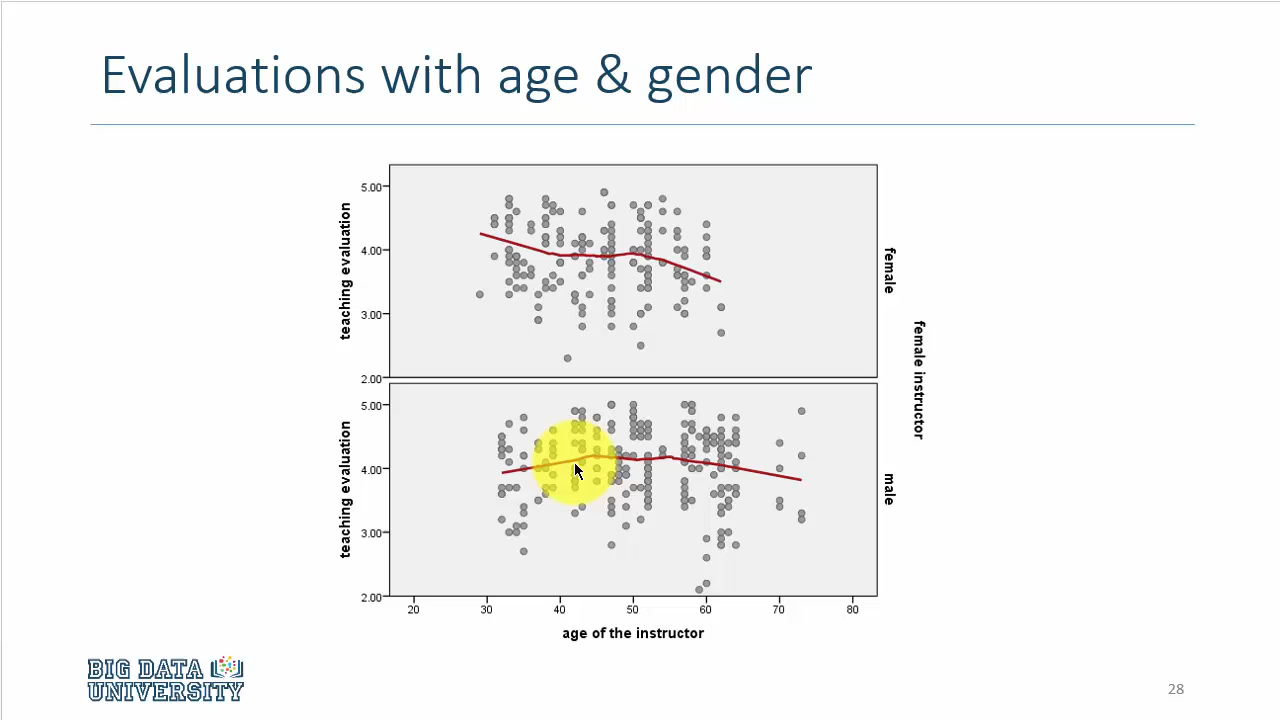 Evaluations with age & gender
5.00
4.00
3.00
2.00
teaching evaluation
female
5.00
4.00
3.00
2.00
teaching evaluation
male
female instructor
20 30 40 50 60 70 80
age of the instructor
BIG DATA
UNIVERSITY
28